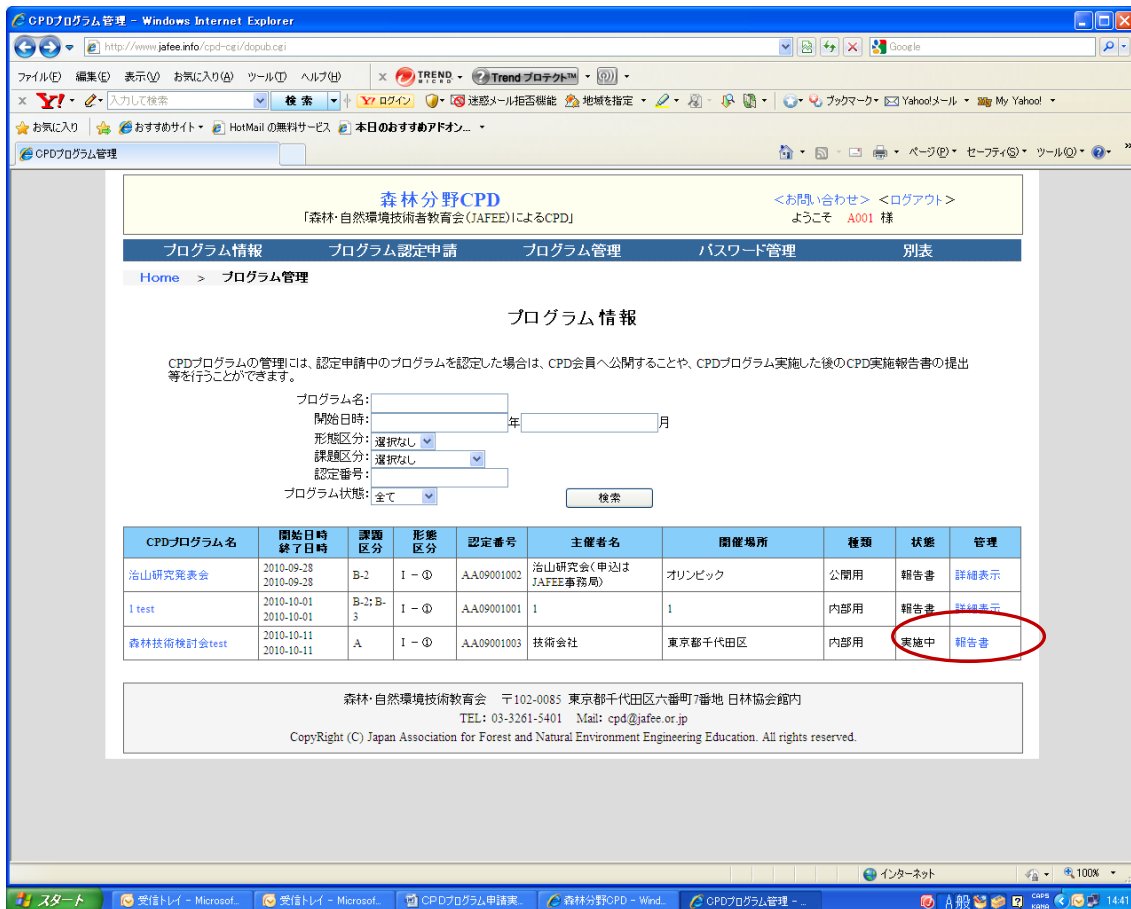 CPDプログラム管理 - Windows Internet Explorer
http://www.jafee.info/cpd-cgi/dopub.cgi
Google
ファイル(F) 編集(E) 表示(V) お気に入り(A) ツール(T) ヘルプ(H) x TREND MICRO Trend プロテクト™
x Y! 入力して検索 検索 Y! ログイン 迷惑メール拒否機能 地域を指定 ブックマーク Yahoo!メール My Yahoo!
お気に入り おすすめサイト HotMail の無料サービス 本日のおすすめアドオン...
CPDプログラム管理 ページ(P) セーフティ(S) ツール(O) »
森林分野CPD
「森林・自然環境技術者教育会(JAFEE)によるCPD」
<お問い合わせ> <ログアウト>
ようこそ A001 様
プログラム情報 プログラム認定申請 プログラム管理 パスワード管理 別表
Home > プログラム管理
プログラム情報
CPDプログラムの管理には、認定申請中のプログラムを認定した場合は、CPD会員へ公開することや、CPDプログラム実施した後のCPD実施報告書の提出
等を行うことができます。
プログラム名:
開始日時: 年 月
形態区分: 選択なし
課題区分: 選択なし
認定番号:
プログラム状態: 全て 検索
CPDプログラム名 開始日時 終了日時 課題区分 形態区分 認定番号 主催者名 開催場所 種類 状態 管理
治山研究発表会 2010-09-28 2010-09-28 B-2 I-① AA09001002 治山研究会(申込はJAFEE事務局) オリンピック 公開用 報告書 詳細表示
1 test 2010-10-01 2010-10-01 B-2; B-3 I-① AA09001001 1 1 内部用 報告書 詳細表示
森林技術検討会test 2010-10-11 2010-10-11 A I-① AA09001003 技術会社 東京都千代田区 内部用 実施中 報告書
森林・自然環境技術教育会 〒102-0085 東京都千代田区六番町7番地 日林協会館内
TEL: 03-3261-5401 Mail: cpd@jafee.or.jp
CopyRight (C) Japan Association for Forest and Natural Environment Engineering Education. All rights reserved.
インターネット 100%
スタート 受信トレイ - Microsof... 受信トレイ - Microsof... CPDプログラム申請実... 森林分野CPD - Wind... CPDプログラム管理 - ... A 般 CAPS KANA 14:41